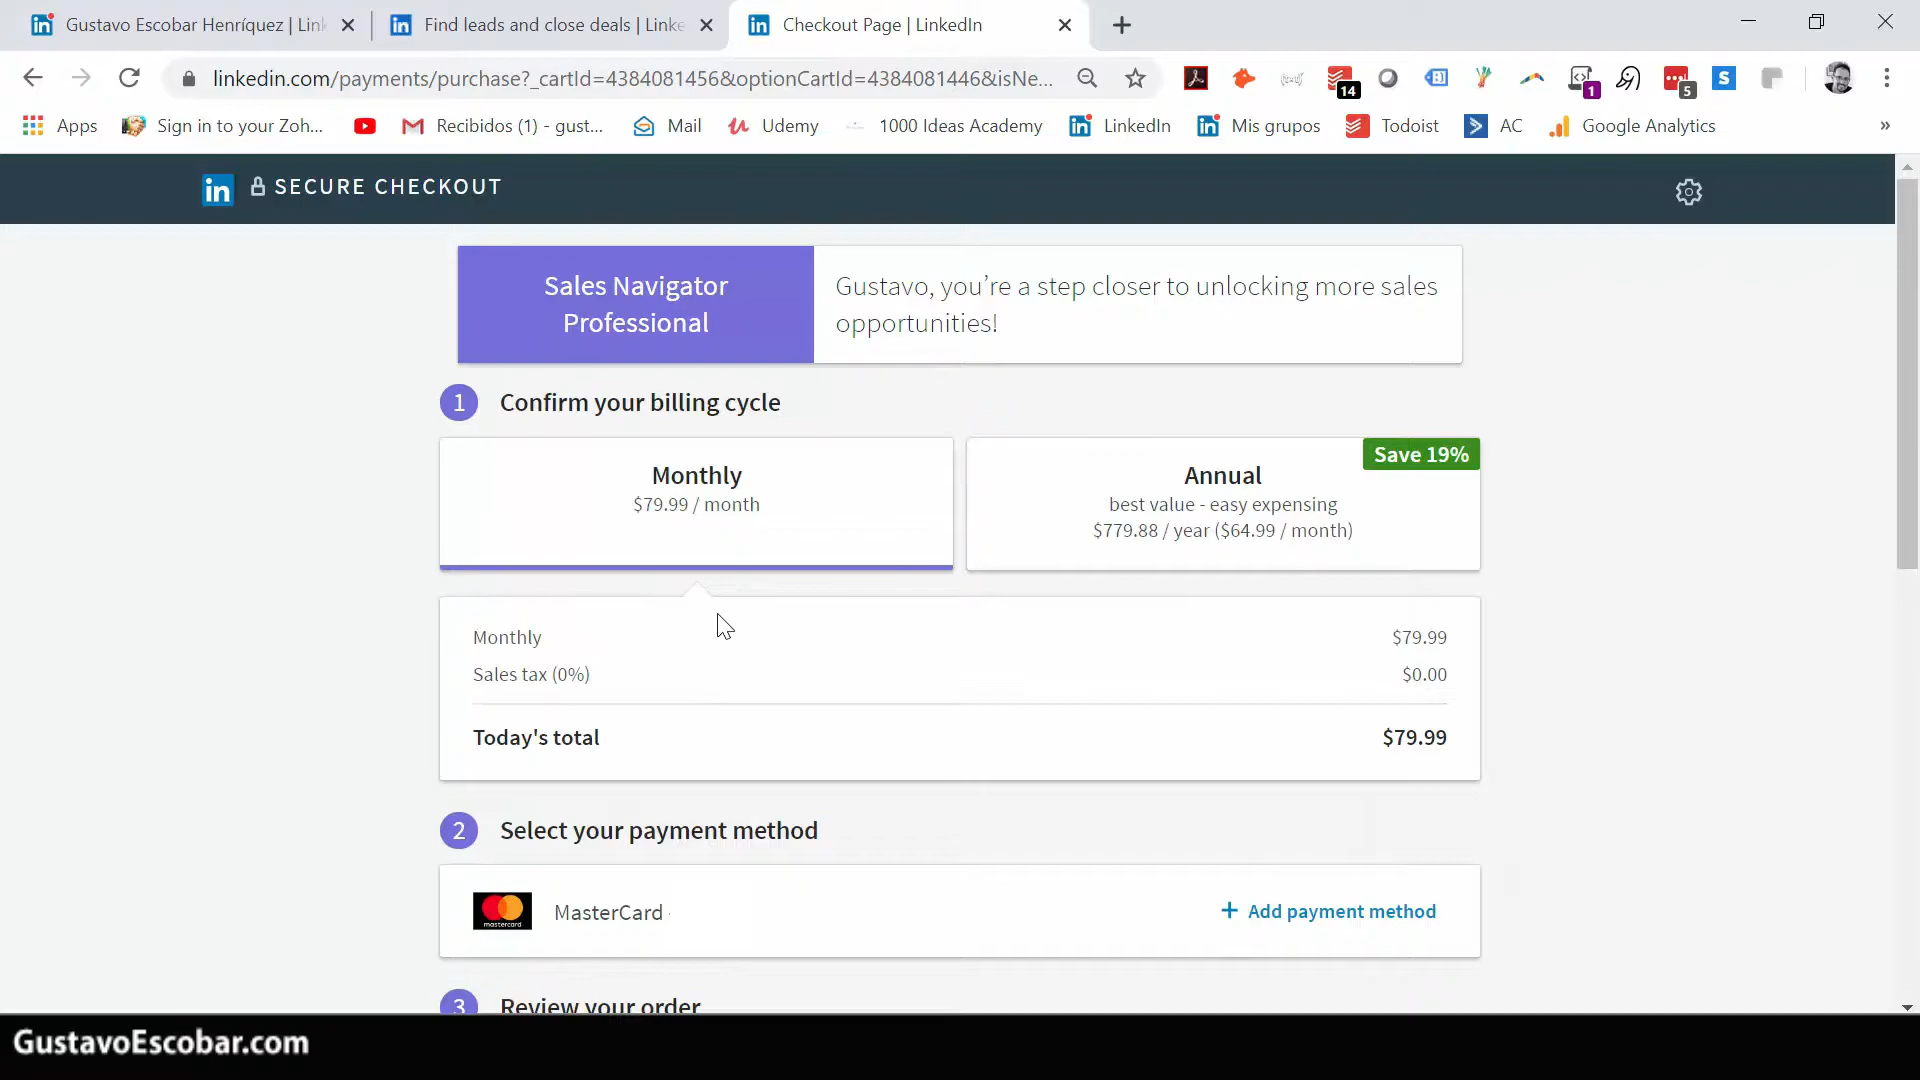 Gustavo Escobar Henríquez | Link
Find leads and close deals | Linke
Checkout Page | LinkedIn
linkedin.com/payments/purchase?_cartId=4384081456&optionCartId=4384081446&isNe...
14
1
5
S
Apps
Sign in to your Zoh...
Recibidos (1) - gust...
Mail
Udemy
1000 Ideas Academy
LinkedIn
Mis grupos
Todoist
AC
Google Analytics
»
in SECURE CHECKOUT
Sales Navigator
Professional
Gustavo, you’re a step closer to unlocking more sales
opportunities!
1 Confirm your billing cycle
Monthly
$79.99 / month
Save 19%
Annual
best value - easy expensing
$779.88 / year ($64.99 / month)
Monthly $79.99
Sales tax (0%) $0.00
Today's total $79.99
2 Select your payment method
mastercard
MasterCard
+ Add payment method
3 Review your order
GustavoEscobar.com